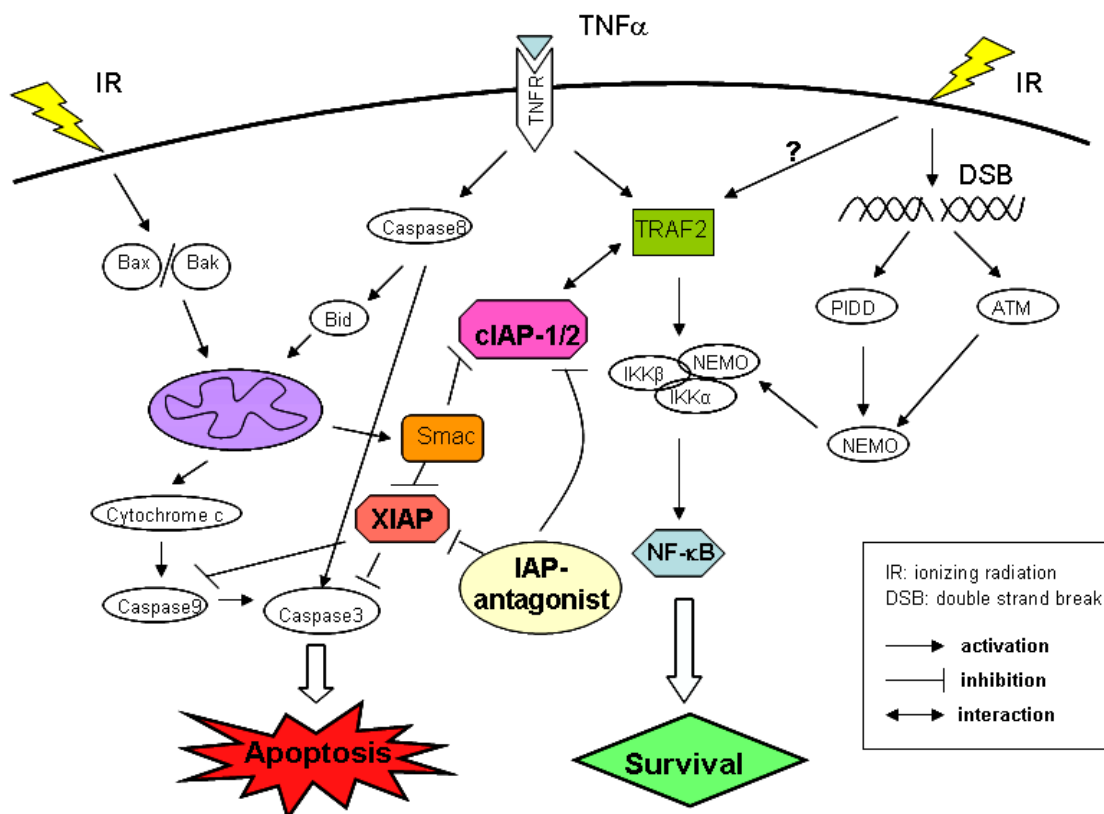 TNFα
IR
IR
TNFR
?
DSB
Caspase8
TRAF2
Bax
Bak
PIDD
ATM
Bid
cIAP-1/2
NEMO
IKKβ
IKKα
Smac
NEMO
Cytochrome c
XIAP
NF-κB
IAP-
antagonist
Caspase9
Caspase3
IR: ionizing radiation
DSB: double strand break
activation
inhibition
interaction
Apoptosis
Survival